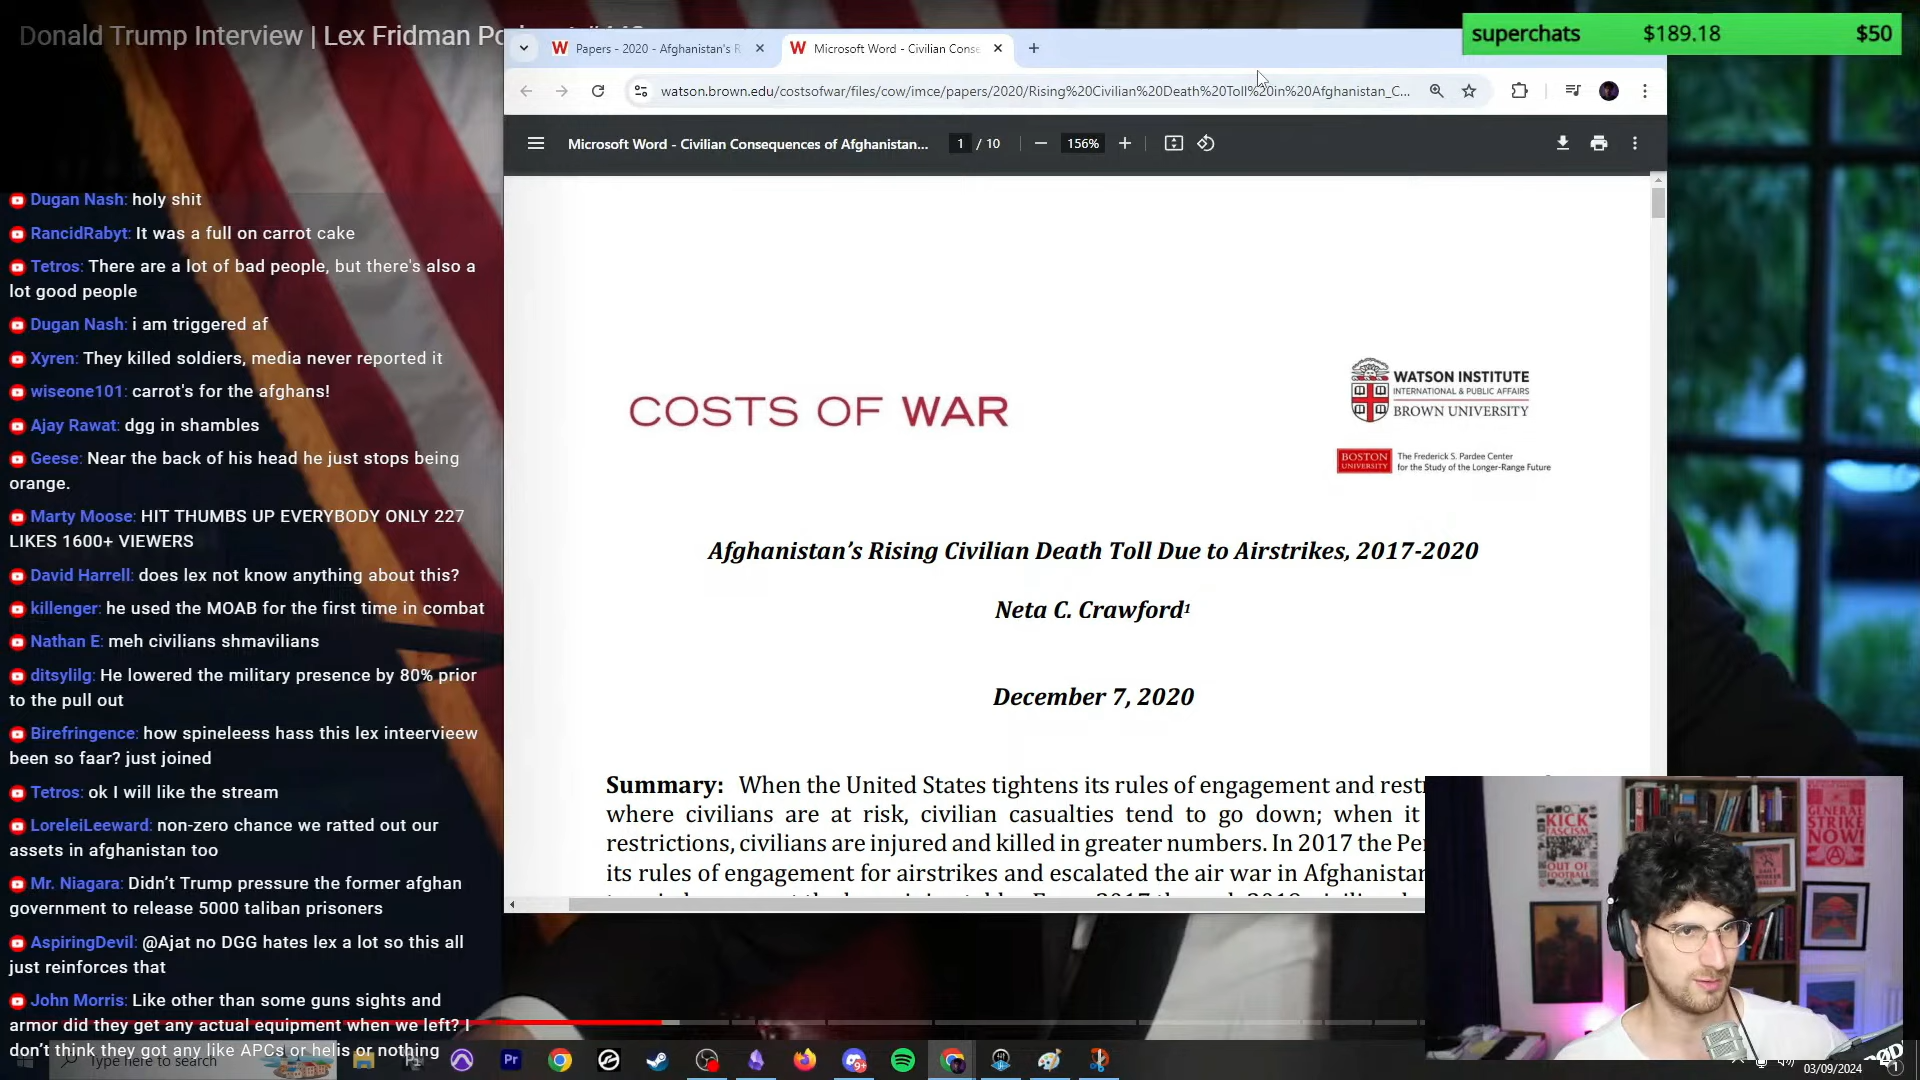 Donald Trump Interview | Lex Fridman
superchats $189.18 $50
Papers - 2020 - Afghanistan's R
Microsoft Word - Civilian Conse
watson.brown.edu/costsofwar/files/cow/imce/papers/2020/Rising%20Civilian%20Death%20Toll%20in%20Afghanistan_C...
Microsoft Word - Civilian Consequences of Afghanistan...
1 / 10
156%
COSTS OF WAR
WATSON INSTITUTE
INTERNATIONAL & PUBLIC AFFAIRS
BROWN UNIVERSITY
BOSTON
UNIVERSITY
The Frederick S. Pardee Center
for the Study of the Longer-Range Future
Afghanistan's Rising Civilian Death Toll Due to Airstrikes, 2017-2020
Neta C. Crawford1
December 7, 2020
Summary: When the United States tightens its rules of engagement and
where civilians are at risk, civilian casualties tend to go down; when it
restrictions, civilians are injured and killed in greater numbers. In 2017 the
its rules of engagement for airstrikes and escalated the air war in Afghanistan
Dugan Nash: holy shit
RancidRabyt: It was a full on carrot cake
Tetros: There are a lot of bad people, but there's also a
lot good people
Dugan Nash: i am triggered af
Xyren: They killed soldiers, media never reported it
wiseone101: carrot's for the afghans!
Ajay Rawat: dgg in shambles
Geese: Near the back of his head he just stops being
orange.
Marty Moose: HIT THUMBS UP EVERYBODY ONLY 227
LIKES 1600+ VIEWERS
David Harrell: does lex not know anything about this?
killenger: he used the MOAB for the first time in combat
Nathan E: meh civilians shmavilians
ditsylilg: He lowered the military presence by 80% prior
to the pull out
Birefringence: how spineleess hass this lex inteervieew
been so faar? just joined
Tetros: ok I will like the stream
LoreleiLeeward: non-zero chance we ratted out our
assets in afghanistan too
Mr. Niagara: Didn't Trump pressure the former afghan
government to release 5000 taliban prisoners
AspiringDevil: @Ajat no DGG hates lex a lot so this all
just reinforces that
John Morris: Like other than some guns sights and
armor did they get any actual equipment when we left? I
don't think they got any like APCs or helis or nothing
Type here to search
KICK
FASCISM
OUT OF
FOOTBALL
GENERAL
STRIKE
NOW!
Pr
9+
03/09/2024
1